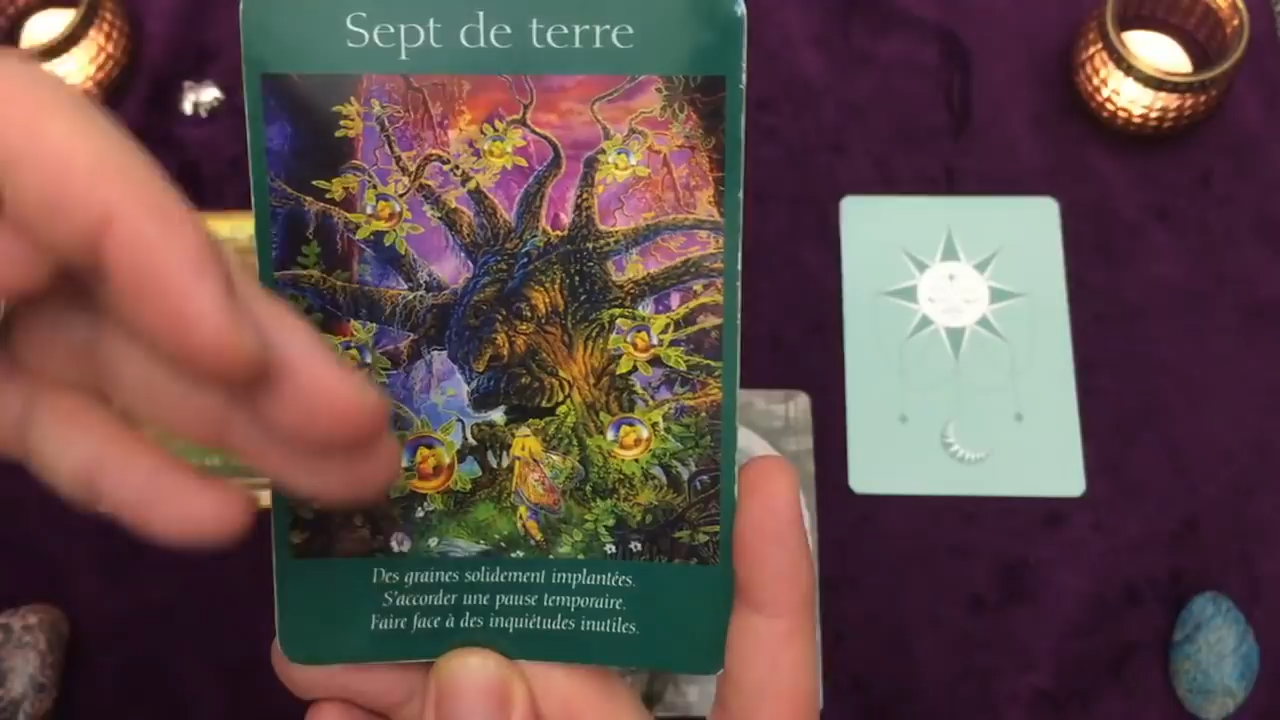 Sept de terre
Des graines solidement implantées.
S'accorder une pause temporaire.
Faire face à des inquiétudes inutiles.